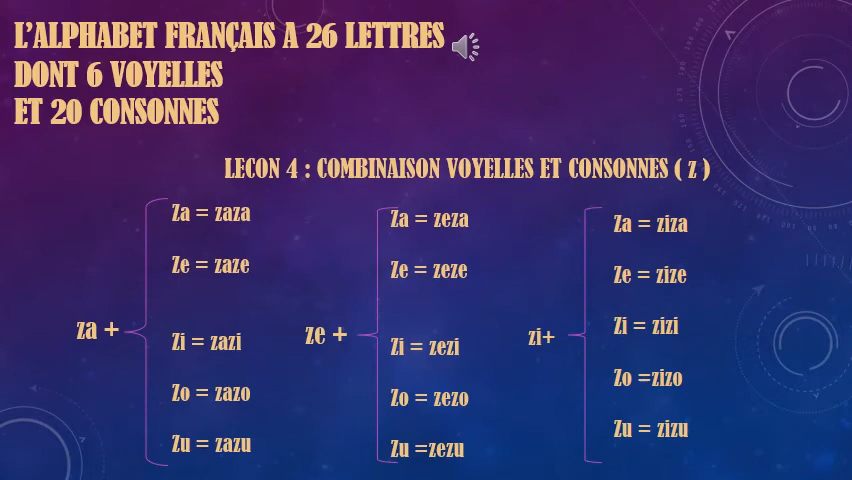 L'ALPHABET FRANÇAIS A 26 LETTRES
DONT 6 VOYELLES
ET 20 CONSONNES
LECON 4 : COMBINAISON VOYELLES ET CONSONNES ( z )
za +
Za = zaza
Ze = zaze
Zi = zazi
Zo = zazo
Zu = zazu
ze +
Za = zeza
Ze = zeze
Zi = zezi
Zo = zezo
Zu =zezu
zi+
Za = ziza
Ze = zize
Zi = zizi
Zo =zizo
Zu = zizu